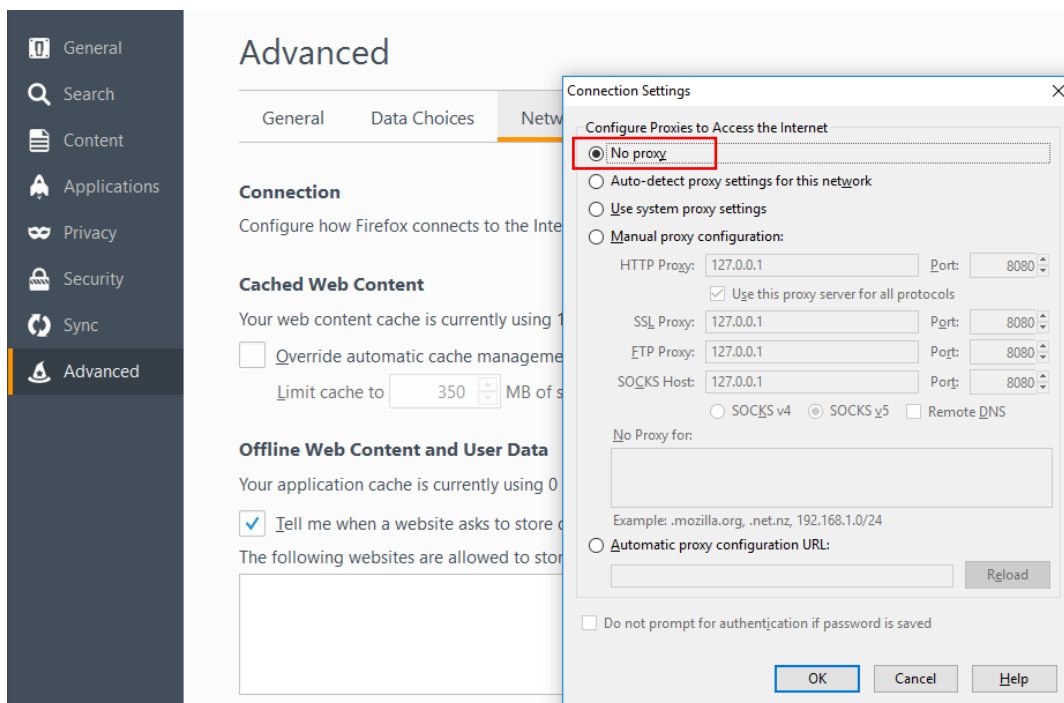 General
Search
Content
Applications
Privacy
Security
Sync
Advanced
Advanced
General Data Choices Netw
Connection
Configure how Firefox connects to the Inte
Cached Web Content
Your web content cache is currently using 1
Override automatic cache manageme
Limit cache to 350 MB of s
Offline Web Content and User Data
Your application cache is currently using 0
Tell me when a website asks to store
The following websites are allowed to stor
Connection Settings
Configure Proxies to Access the Internet
No proxy
Auto-detect proxy settings for this network
Use system proxy settings
Manual proxy configuration:
HTTP Proxy: 127.0.0.1 Port: 8080
Use this proxy server for all protocols
SSL Proxy: 127.0.0.1 Port: 8080
FTP Proxy: 127.0.0.1 Port: 8080
SOCKS Host: 127.0.0.1 Port: 8080
SOCKS v4 SOCKS v5 Remote DNS
No Proxy for:
Example: .mozilla.org, .net.nz, 192.168.1.0/24
Automatic proxy configuration URL:
Reload
Do not prompt for authentication if password is saved
OK Cancel Help